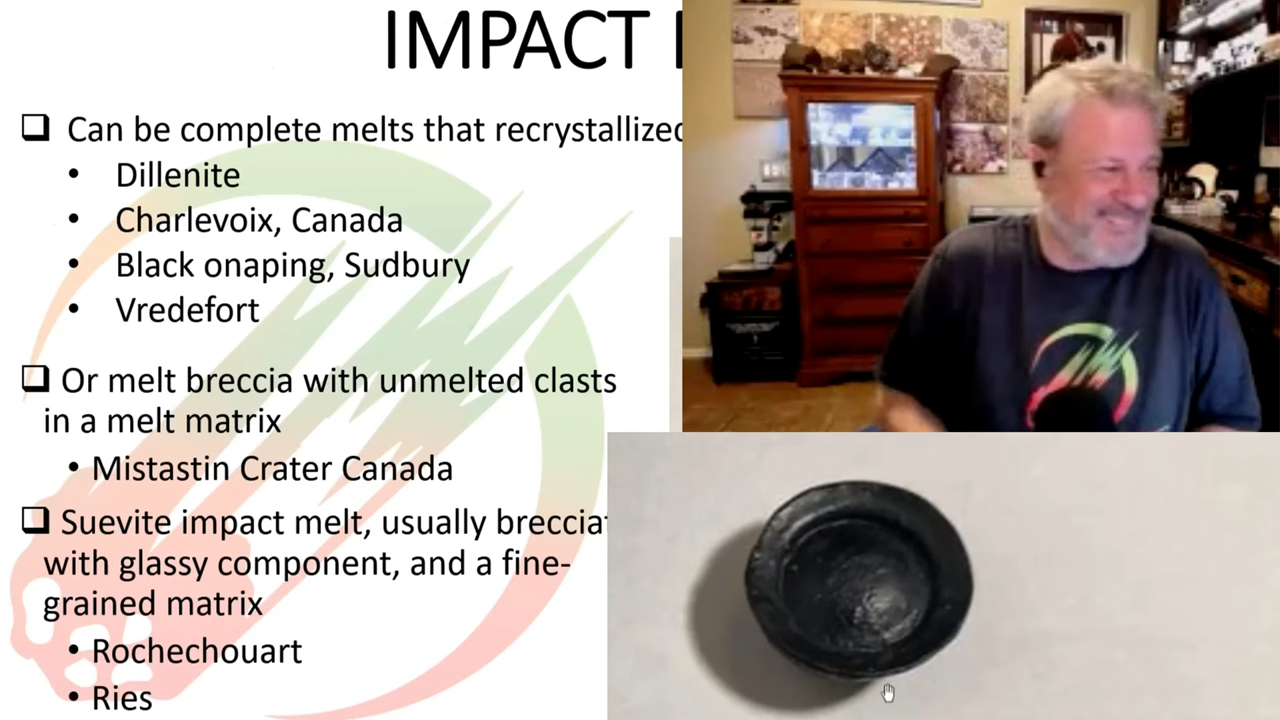 IMPACT
Can be complete melts that recrystallized
Dillenite
Charlevoix, Canada
Black onaping, Sudbury
Vredefort
Or melt breccia with unmelted clasts
in a melt matrix
Mistastin Crater Canada
Suevite impact melt, usually breccia
with glassy component, and a fine-
grained matrix
Rochechouart
Ries